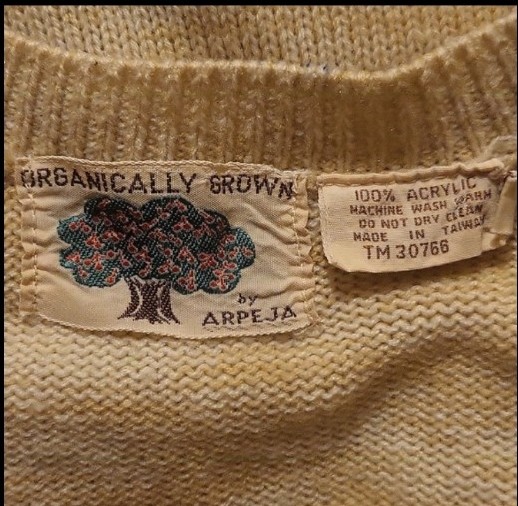 ORGANICALLY GROWN
by
ARPEJA
100% ACRYLIC
MACHINE WASH WARM
DO NOT DRY CLEAN
MADE IN TAIWAN
TM 30766